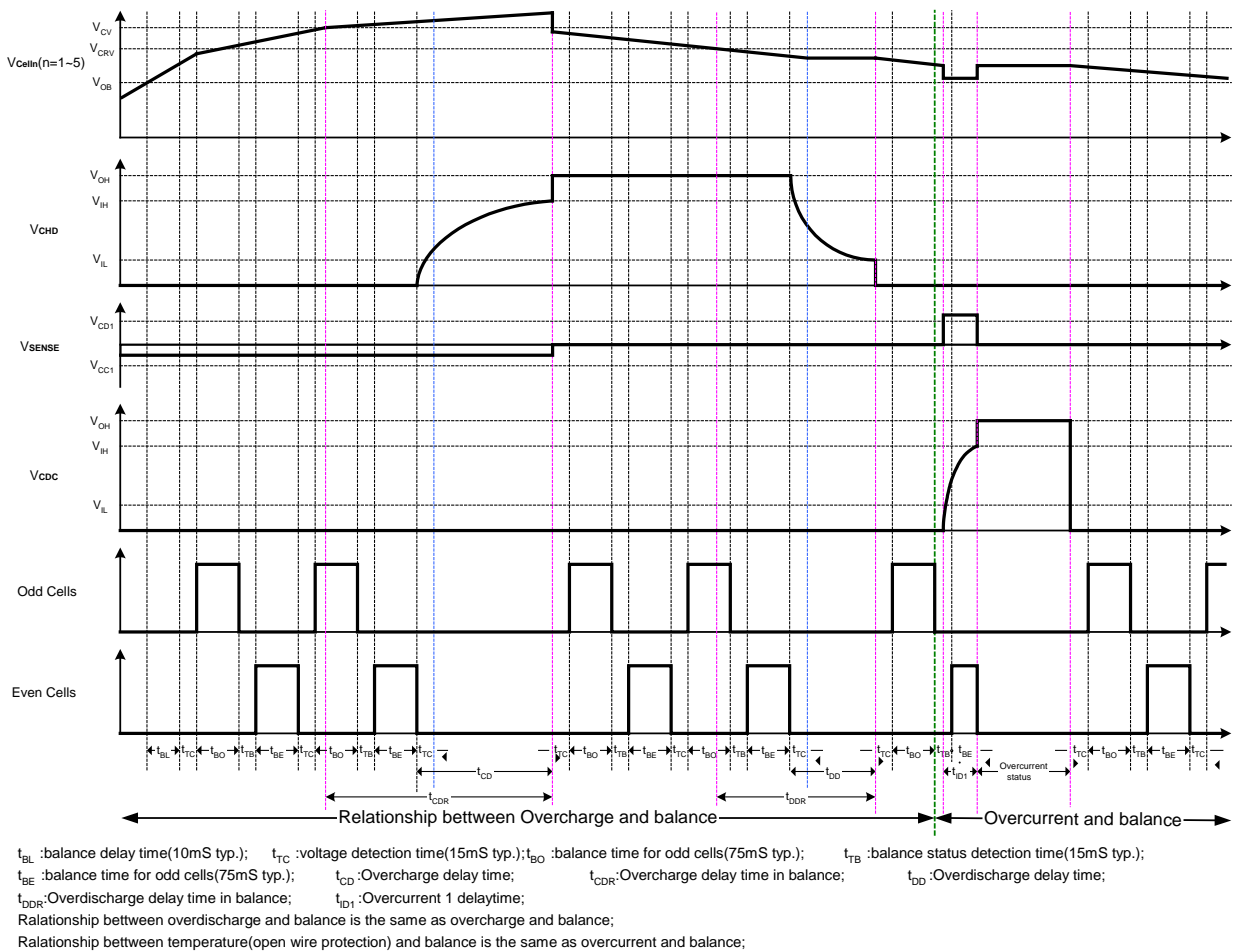 VCV
VCRV
VCelln(n=1~5)
VOB
VOH
VIH
VCHD
VIL
VCD1
VSENSE
VCC1
VOH
VIH
VCDC
VIL
Odd Cells
Even Cells
tBL tTC tBO tTB tBE tTC tBO tTB tBE tTC tTC tBO tTB tBE tTC tBO tTB tBE tTC tTC tBO tTB tBE tTC tBO tTB tBE tTC
tCD tDD tID1 Overcurrent
status
tCDR tDDR
Relationship bettween Overcharge and balance Overcurrent and balance
tBL :balance delay time(10mS typ.); tTC :voltage detection time(15mS typ.); tBO :balance time for odd cells(75mS typ.); tTB :balance status detection time(15mS typ.);
tBE :balance time for odd cells(75mS typ.); tCD :Overcharge delay time; tCDR:Overcharge delay time in balance; tDD :Overdischarge delay time;
tDDR:Overdischarge delay time in balance; tID1 :Overcurrent 1 delaytime;
Ralationship bettween overdischarge and balance is the same as overcharge and balance;
Relationship bettween temperature(open wire protection) and balance is the same as overcurrent and balance;